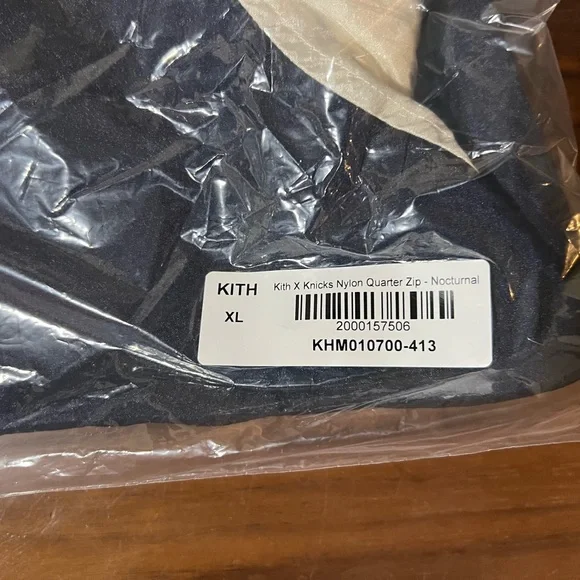 KITH Kith X Knicks Nylon Quarter Zip - Nocturnal
XL
2000157506
KHM010700-413